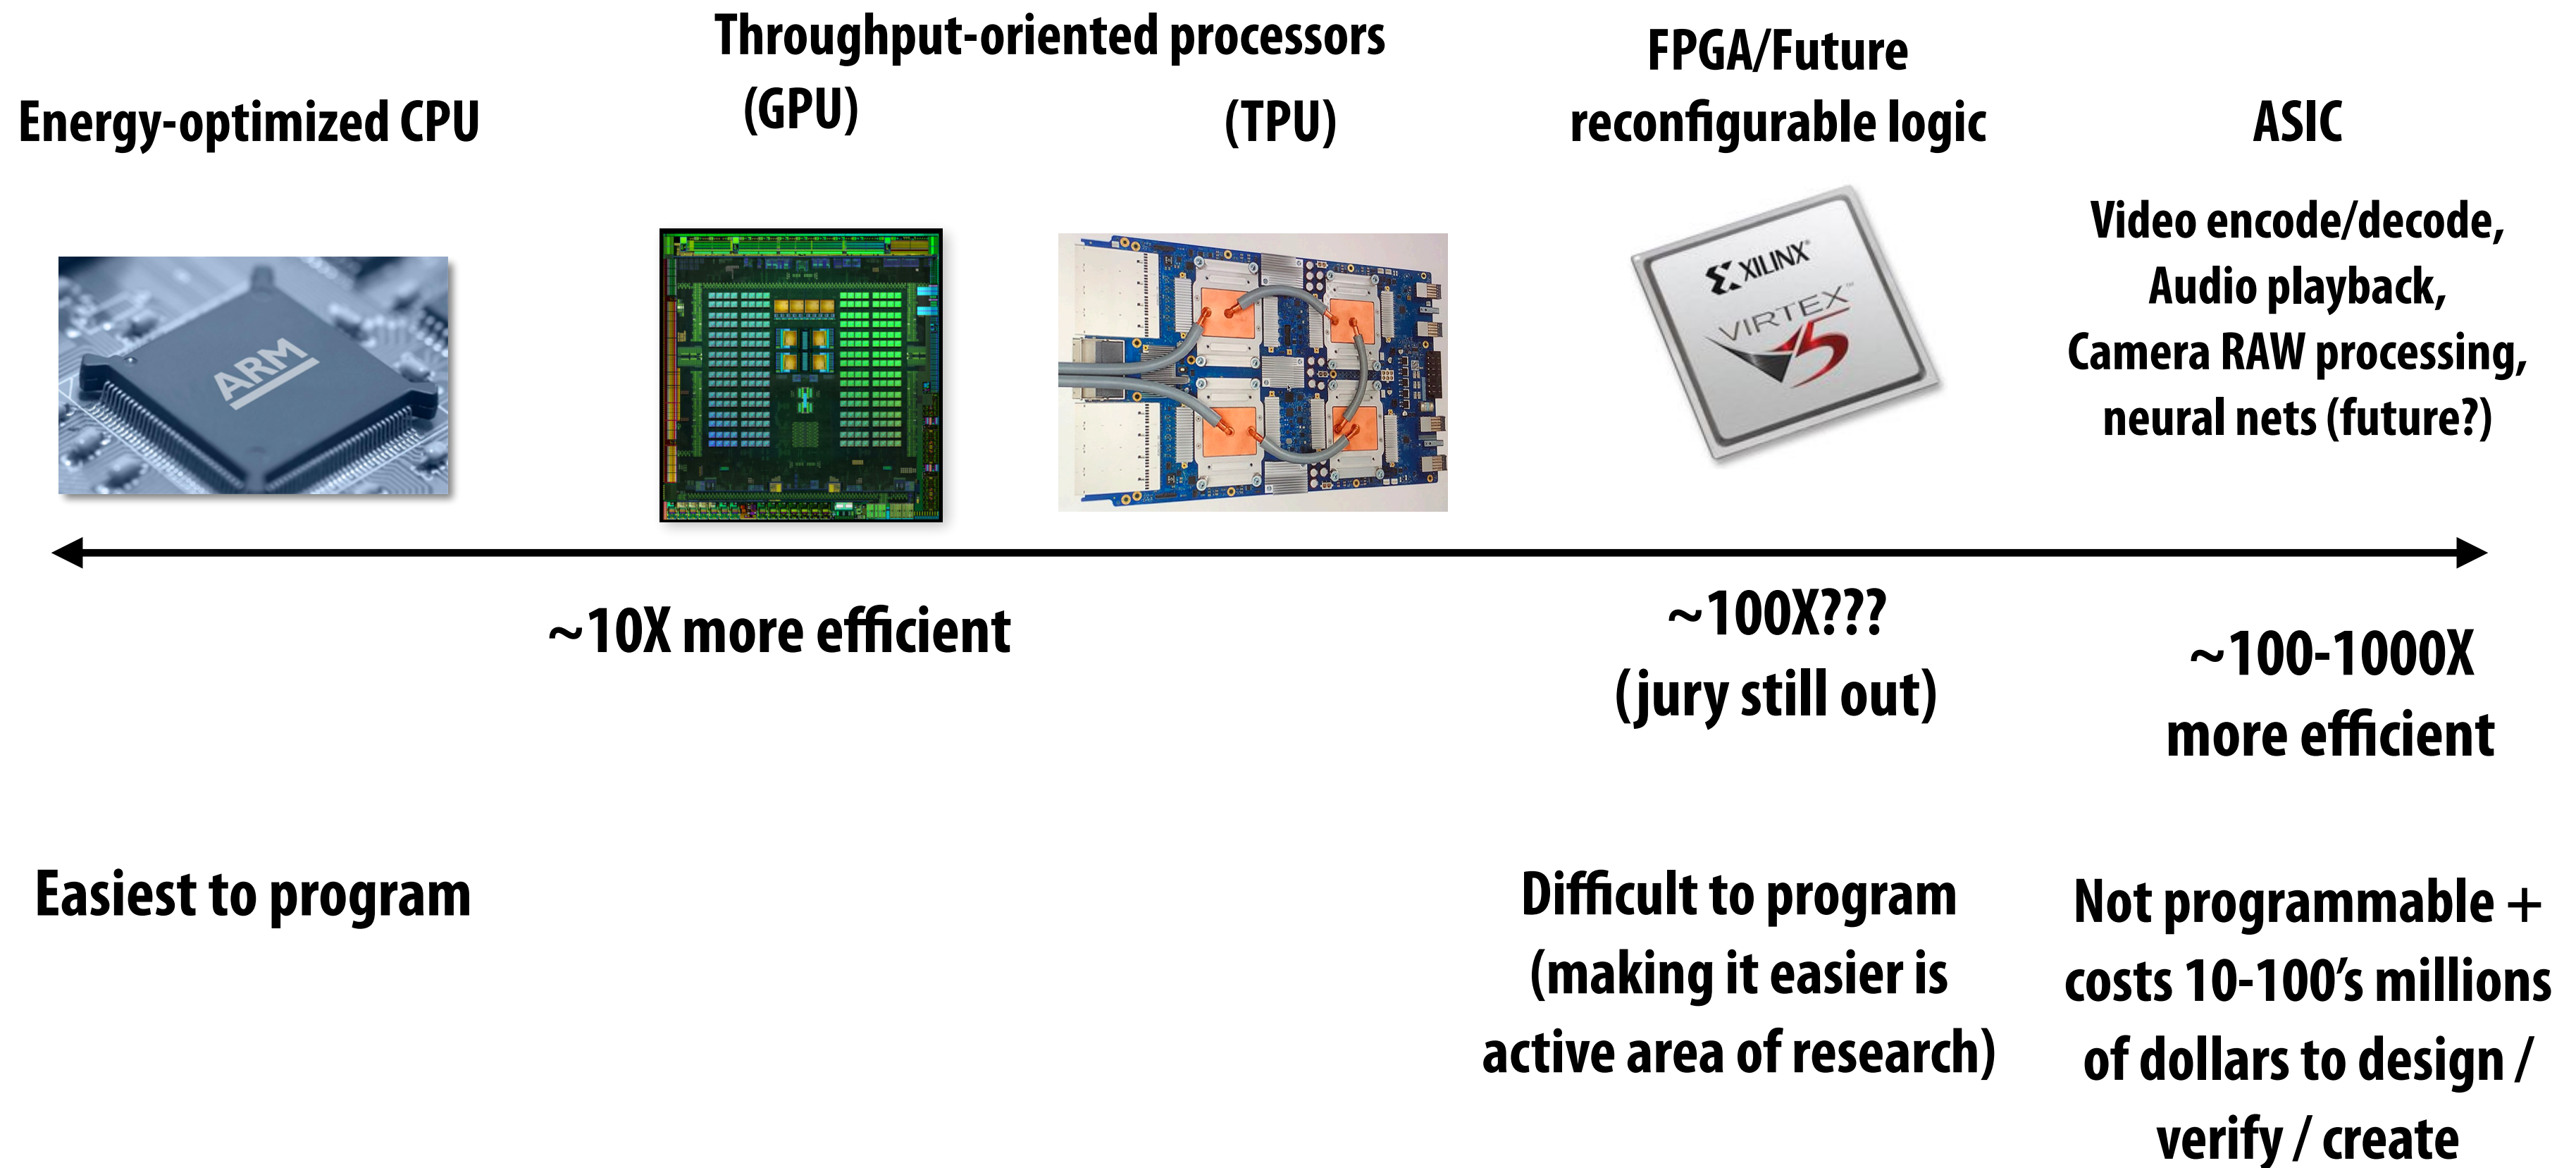 Throughput-oriented processors
Energy-optimized CPU
(GPU)
(TPU)
FPGA/Future
reconfigurable logic
ASIC
ARM
XILINX
VIRTEX
5
Video encode/decode,
Audio playback,
Camera RAW processing,
neural nets (future?)
~10X more efficient
~100X???
(jury still out)
~100-1000X
more efficient
Easiest to program
Difficult to program
(making it easier is
active area of research)
Not programmable +
costs 10-100’s millions
of dollars to design /
verify / create